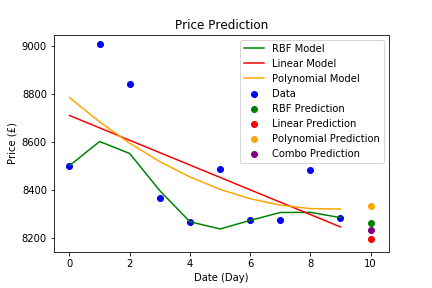 Price Prediction
Price (£)
9000
8800
8600
8400
8200
RBF Model
Linear Model
Polynomial Model
Data
RBF Prediction
Linear Prediction
Polynomial Prediction
Combo Prediction
0 2 4 6 8 10
Date (Day)